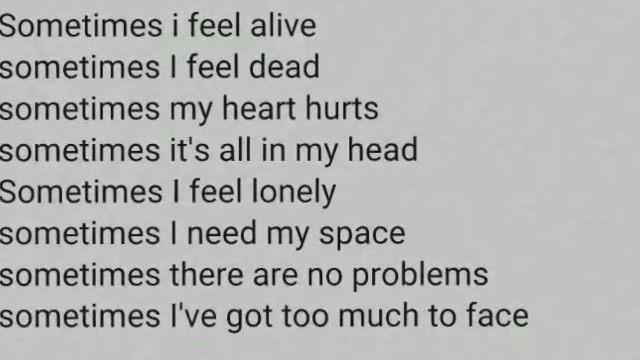 Sometimes i feel alive
sometimes I feel dead
sometimes my heart hurts
sometimes it's all in my head
Sometimes I feel lonely
sometimes I need my space
sometimes there are no problems
sometimes I've got too much to face